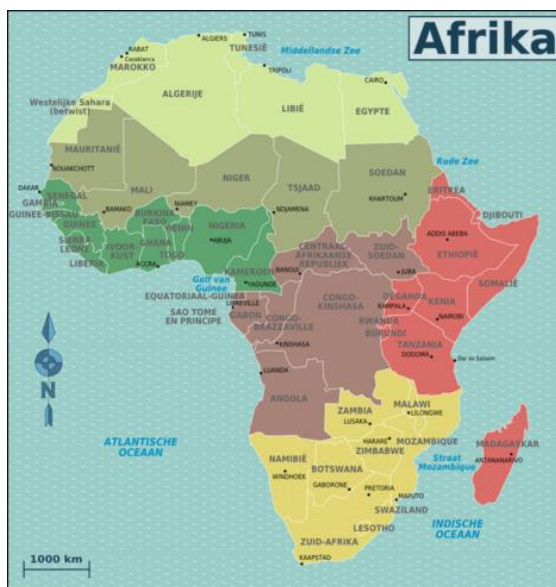 Afrika
ALGIERS
TUNIS
RABAT
Casablanca
TUNESIË
Middellandse Zee
MAROKKO
TRIPOLI
CAIRO
ALGERIJE
LIBIË
EGYPTE
Westelijke Sahara
(betwist)
MAURITANIË
NOUAKCHOTT
MALI
NIGER
TSJAAD
SOEDAN
Rode Zee
KHARTOUM
ERITREA
DAKAR
SENEGAL
GAMBIA
GUINEE-BISSAU
GUINEE
BAMAKO
BURKINA
FASO
NIAMEY
BENIN
NIGERIA
NDJAMENA
ABUJA
DJIBOUTI
ADDIS ABEBA
ETHIOPIË
SOMALIË
SIERRA
LEONE
LIBERIA
IVOOR-
KUST
GHANA
TOGO
ACCRA
CENTRAAL-
AFRIKAANSE
REPUBLIEK
BANGUI
ZUID-
SOEDAN
JUBA
Golf van
Guinee
KAMEROEN
YAOUNDE
EQUATORIAAL-GUINEA
LIBREVILLE
SAO TOMÉ
EN PRINCIPE
GABON
CONGO-
BRAZZAVILLE
CONGO-
KINSHASA
OEGANDA
KAMPALA
KENIA
NAIROBI
RWANDA
BURUNDI
KINSHASA
TANZANIA
DODOMA
Dar es Salaam
LUANDA
ANGOLA
ZAMBIA
LUSAKA
MALAWI
LILONGWE
HARARE
MOZAMBIQUE
ZIMBABWE
MADAGASKAR
ANTANANARIVO
Straat
Mozambique
NAMIBIË
WINDHOEK
BOTSWANA
GABORONE
PRETORIA
MAPUTO
SWAZILAND
LESOTHO
ZUID-AFRIKA
KAAPSTAD
N
ATLANTISCHE
OCEAAN
INDISCHE
OCEAAN
1000 km